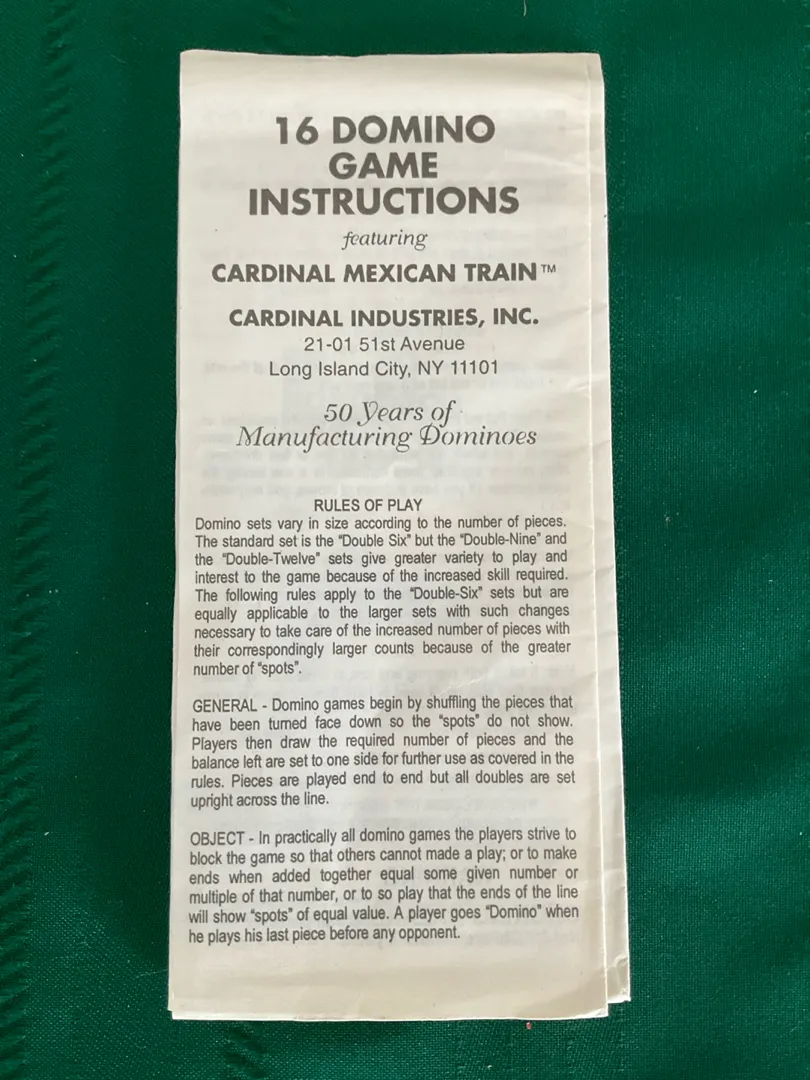 16 DOMINO
GAME
INSTRUCTIONS
featuring
CARDINAL MEXICAN TRAIN™
CARDINAL INDUSTRIES, INC.
21-01 51st Avenue
Long Island City, NY 11101
50 Years of
Manufacturing Dominoes
RULES OF PLAY
Domino sets vary in size according to the number of pieces.
The standard set is the "Double Six" but the "Double-Nine" and
the "Double-Twelve" sets give greater variety to play and
interest to the game because of the increased skill required.
The following rules apply to the "Double-Six" sets but are
equally applicable to the larger sets with such changes
necessary to take care of the increased number of pieces with
their correspondingly larger counts because of the greater
number of "spots".
GENERAL - Domino games begin by shuffling the pieces that
have been turned face down so the "spots" do not show.
Players then draw the required number of pieces and the
balance left are set to one side for further use as covered in the
rules. Pieces are played end to end but all doubles are set
upright across the line.
OBJECT - In practically all domino games the players strive to
block the game so that others cannot made a play; or to make
ends when added together equal some given number or
multiple of that number, or to so play that the ends of the line
will show "spots" of equal value. A player goes "Domino" when
he plays his last piece before any opponent.